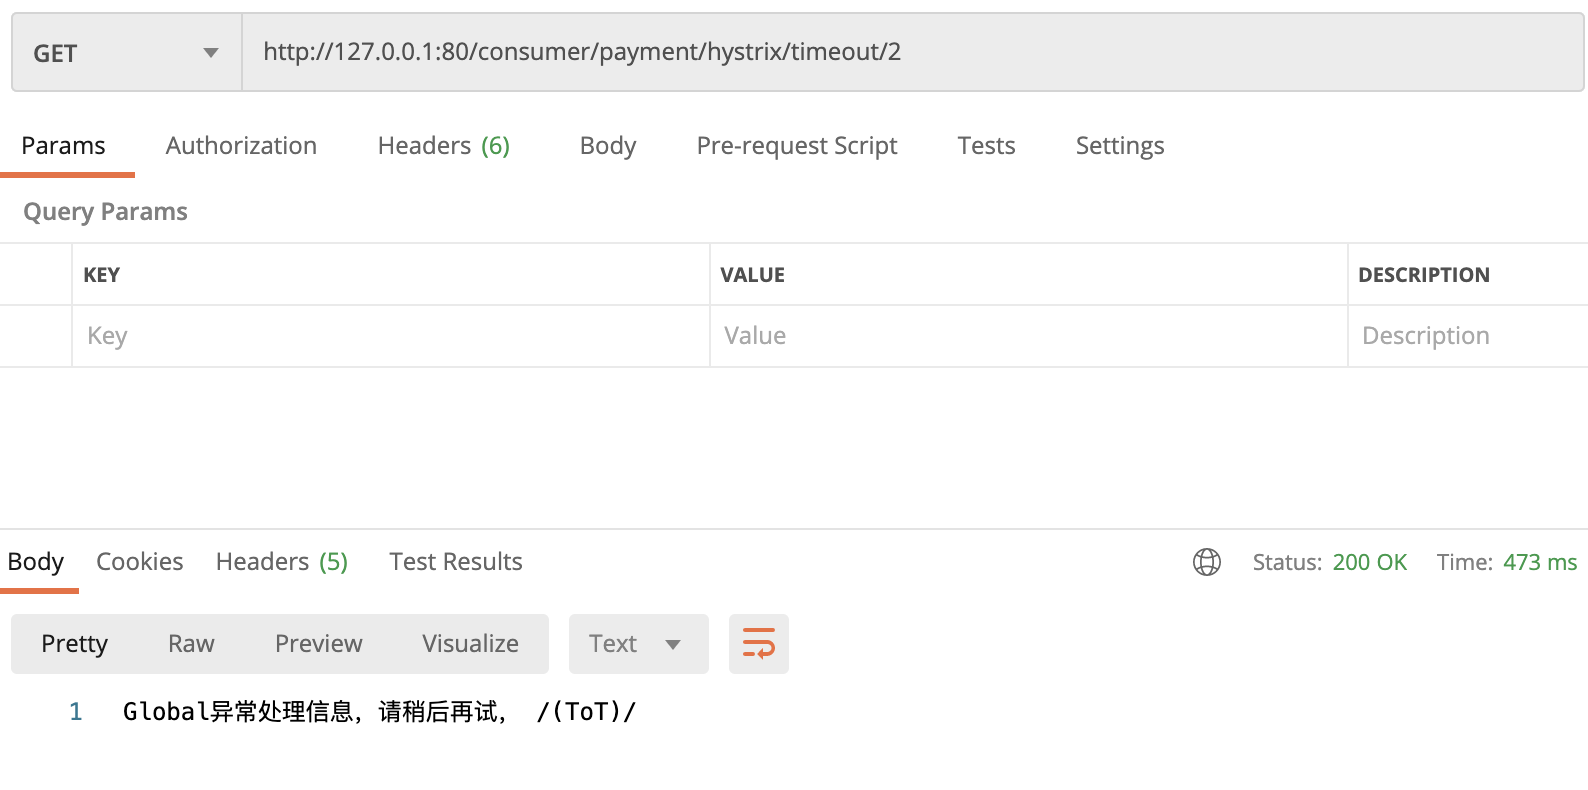 GET http://127.0.0.1:80/consumer/payment/hystrix/timeout/2
Params Authorization Headers (6) Body Pre-request Script Tests Settings
Query Params
KEY VALUE DESCRIPTION
Key Value Description
Body Cookies Headers (5) Test Results Status: 200 OK Time: 473 ms
Pretty Raw Preview Visualize Text
1 Global异常处理信息，请稍后再试， /(ToT)/